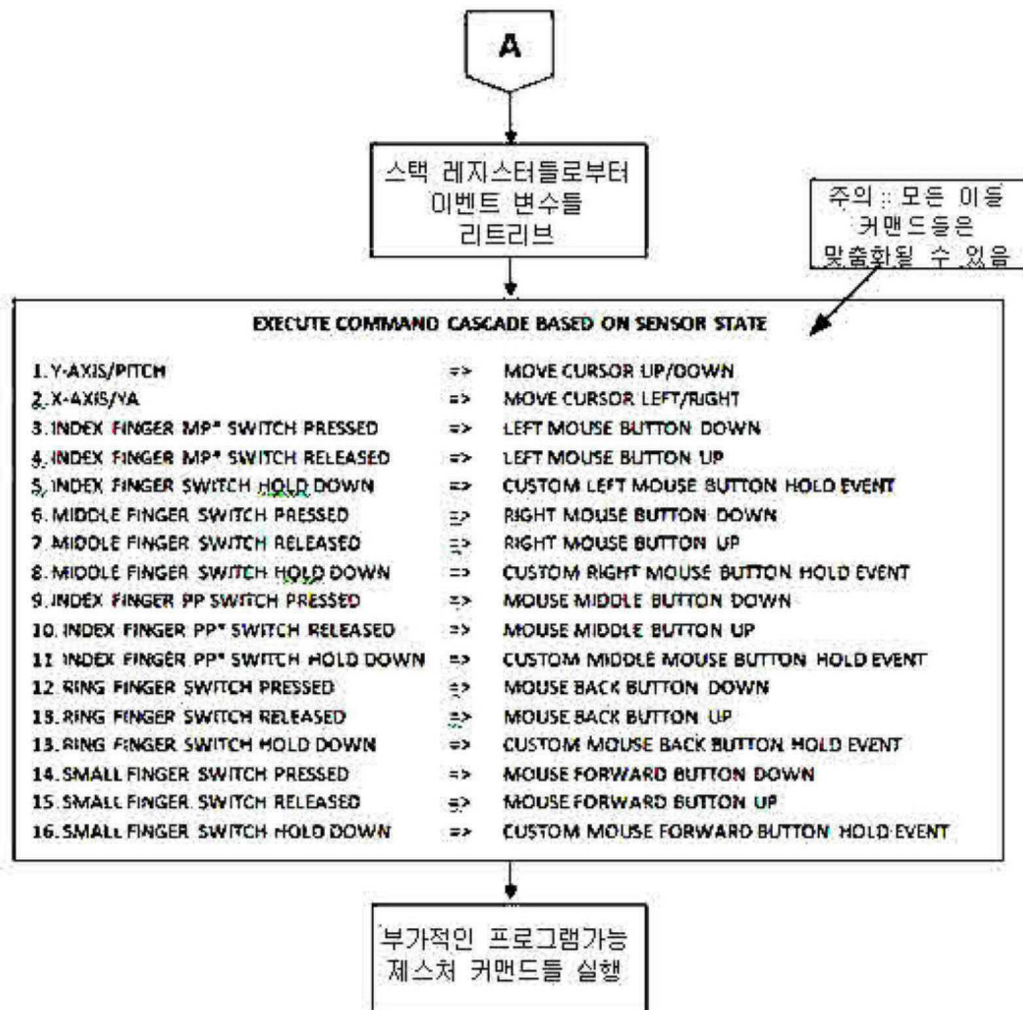 A
스택 레지스터들로부터
이벤트 변수들
리트리브
주의 :: 모든 이동
커맨드들은
맞춤화될 수 있음
EXECUTE COMMAND CASCADE BASED ON SENSOR STATE
1. Y-AXIS/PITCH => MOVE CURSOR UP/DOWN
2. X-AXIS/YA => MOVE CURSOR LEFT/RIGHT
3. INDEX FINGER MP* SWITCH PRESSED => LEFT MOUSE BUTTON DOWN
4. INDEX FINGER MP* SWITCH RELEASED => LEFT MOUSE BUTTON UP
5. INDEX FINGER SWITCH HOLD DOWN => CUSTOM LEFT MOUSE BUTTON HOLD EVENT
6. MIDDLE FINGER SWITCH PRESSED => RIGHT MOUSE BUTTON DOWN
7. MIDDLE FINGER SWITCH RELEASED => RIGHT MOUSE BUTTON UP
8. MIDDLE FINGER SWITCH HOLD DOWN => CUSTOM RIGHT MOUSE BUTTON HOLD EVENT
9. INDEX FINGER PP SWITCH PRESSED => MOUSE MIDDLE BUTTON DOWN
10. INDEX FINGER PP* SWITCH RELEASED => MOUSE MIDDLE BUTTON UP
11 INDEX FINGER PP* SWITCH HOLD DOWN => CUSTOM MIDDLE MOUSE BUTTON HOLD EVENT
12. RING FINGER SWITCH PRESSED => MOUSE BACK BUTTON DOWN
13. RING FINGER SWITCH RELEASED => MOUSE BACK BUTTON UP
13. RING FINGER SWITCH HOLD DOWN => CUSTOM MOUSE BACK BUTTON HOLD EVENT
14. SMALL FINGER SWITCH PRESSED => MOUSE FORWARD BUTTON DOWN
15. SMALL FINGER SWITCH RELEASED => MOUSE FORWARD BUTTON UP
16. SMALL FINGER SWITCH HOLD DOWN => CUSTOM MOUSE FORWARD BUTTON HOLD EVENT
부가적인 프로그램가능
제스처 커맨드들 실행